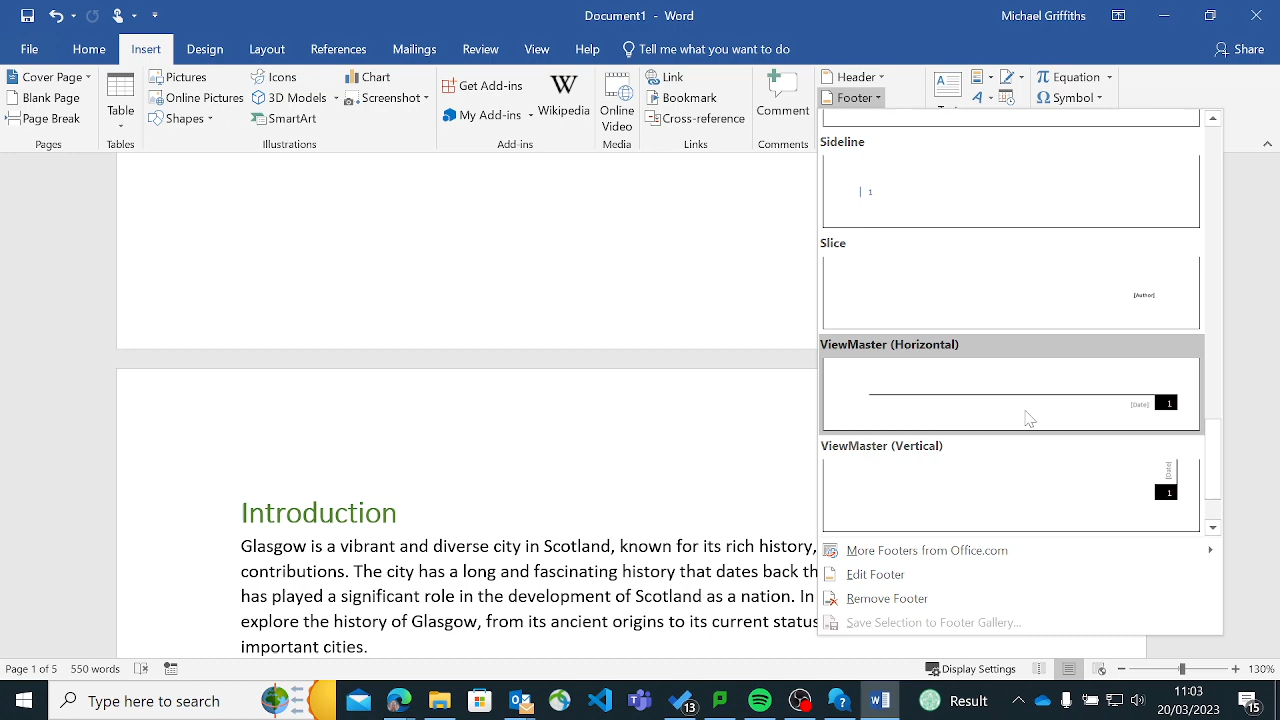 Document1 - Word
Michael Griffiths
File Home Insert Design Layout References Mailings Review View Help Tell me what you want to do Share
Cover Page
Blank Page
Page Break
Pages
Table
Tables
Pictures
Online Pictures
Shapes
Icons
3D Models
SmartArt
Chart
Screenshot
Illustrations
Get Add-ins
My Add-ins
W
Wikipedia
Add-ins
Online
Video
Media
Link
Bookmark
Cross-reference
Links
Comment
Comments
Header
Footer
A
A
Equation
Symbol
Sideline
1
Slice
[Author]
ViewMaster (Horizontal)
[Date] 1
ViewMaster (Vertical)
[Date]
1
More Footers from Office.com
Edit Footer
Remove Footer
Save Selection to Footer Gallery...
Introduction
Glasgow is a vibrant and diverse city in Scotland, known for its rich history,
contributions. The city has a long and fascinating history that dates back th
has played a significant role in the development of Scotland as a nation. In
explore the history of Glasgow, from its ancient origins to its current status
important cities.
Page 1 of 5 550 words Display Settings 130%
Type here to search
13
Result
11:03
20/03/2023
15